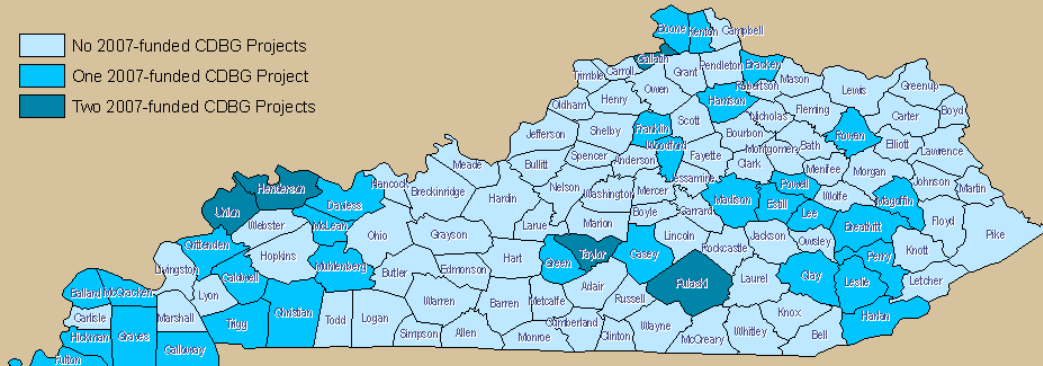 No 2007-funded CDBG Projects
One 2007-funded CDBG Project
Two 2007-funded CDBG Projects
Boone
Kenton
Campbell
Gallatin
Grant
Pendleton
Bracken
Trimble
Carroll
Owen
Robertson
Mason
Lewis
Greenup
Oldham
Henry
Harrison
Nicholas
Fleming
Carter
Boyd
Jefferson
Shelby
Franklin
Scott
Bourbon
Rowan
Elliott
Lawrence
Meade
Bullitt
Spencer
Anderson
Woodford
Fayette
Montgomery
Bath
Clark
Menifee
Morgan
Johnson
Martin
Henderson
Hancock
Daviess
Breckinridge
Hardin
Nelson
Washington
Mercer
Jessamine
Madison
Powell
Wolfe
Magoffin
Union
Webster
McLean
Ohio
Grayson
Larue
Marion
Boyle
Garrard
Estill
Lee
Breathitt
Floyd
Pike
Crittenden
Hopkins
Muhlenberg
Butler
Edmonson
Hart
Green
Taylor
Casey
Lincoln
Rockcastle
Jackson
Owsley
Perry
Knott
Livingston
Caldwell
Lyon
Warren
Barren
Metcalfe
Adair
Russell
Pulaski
Laurel
Clay
Leslie
Letcher
Ballard
McCracken
Carlisle
Marshall
Trigg
Christian
Todd
Logan
Simpson
Allen
Monroe
Cumberland
Clinton
Wayne
McCreary
Whitley
Knox
Bell
Harlan
Hickman
Graves
Calloway
Fulton